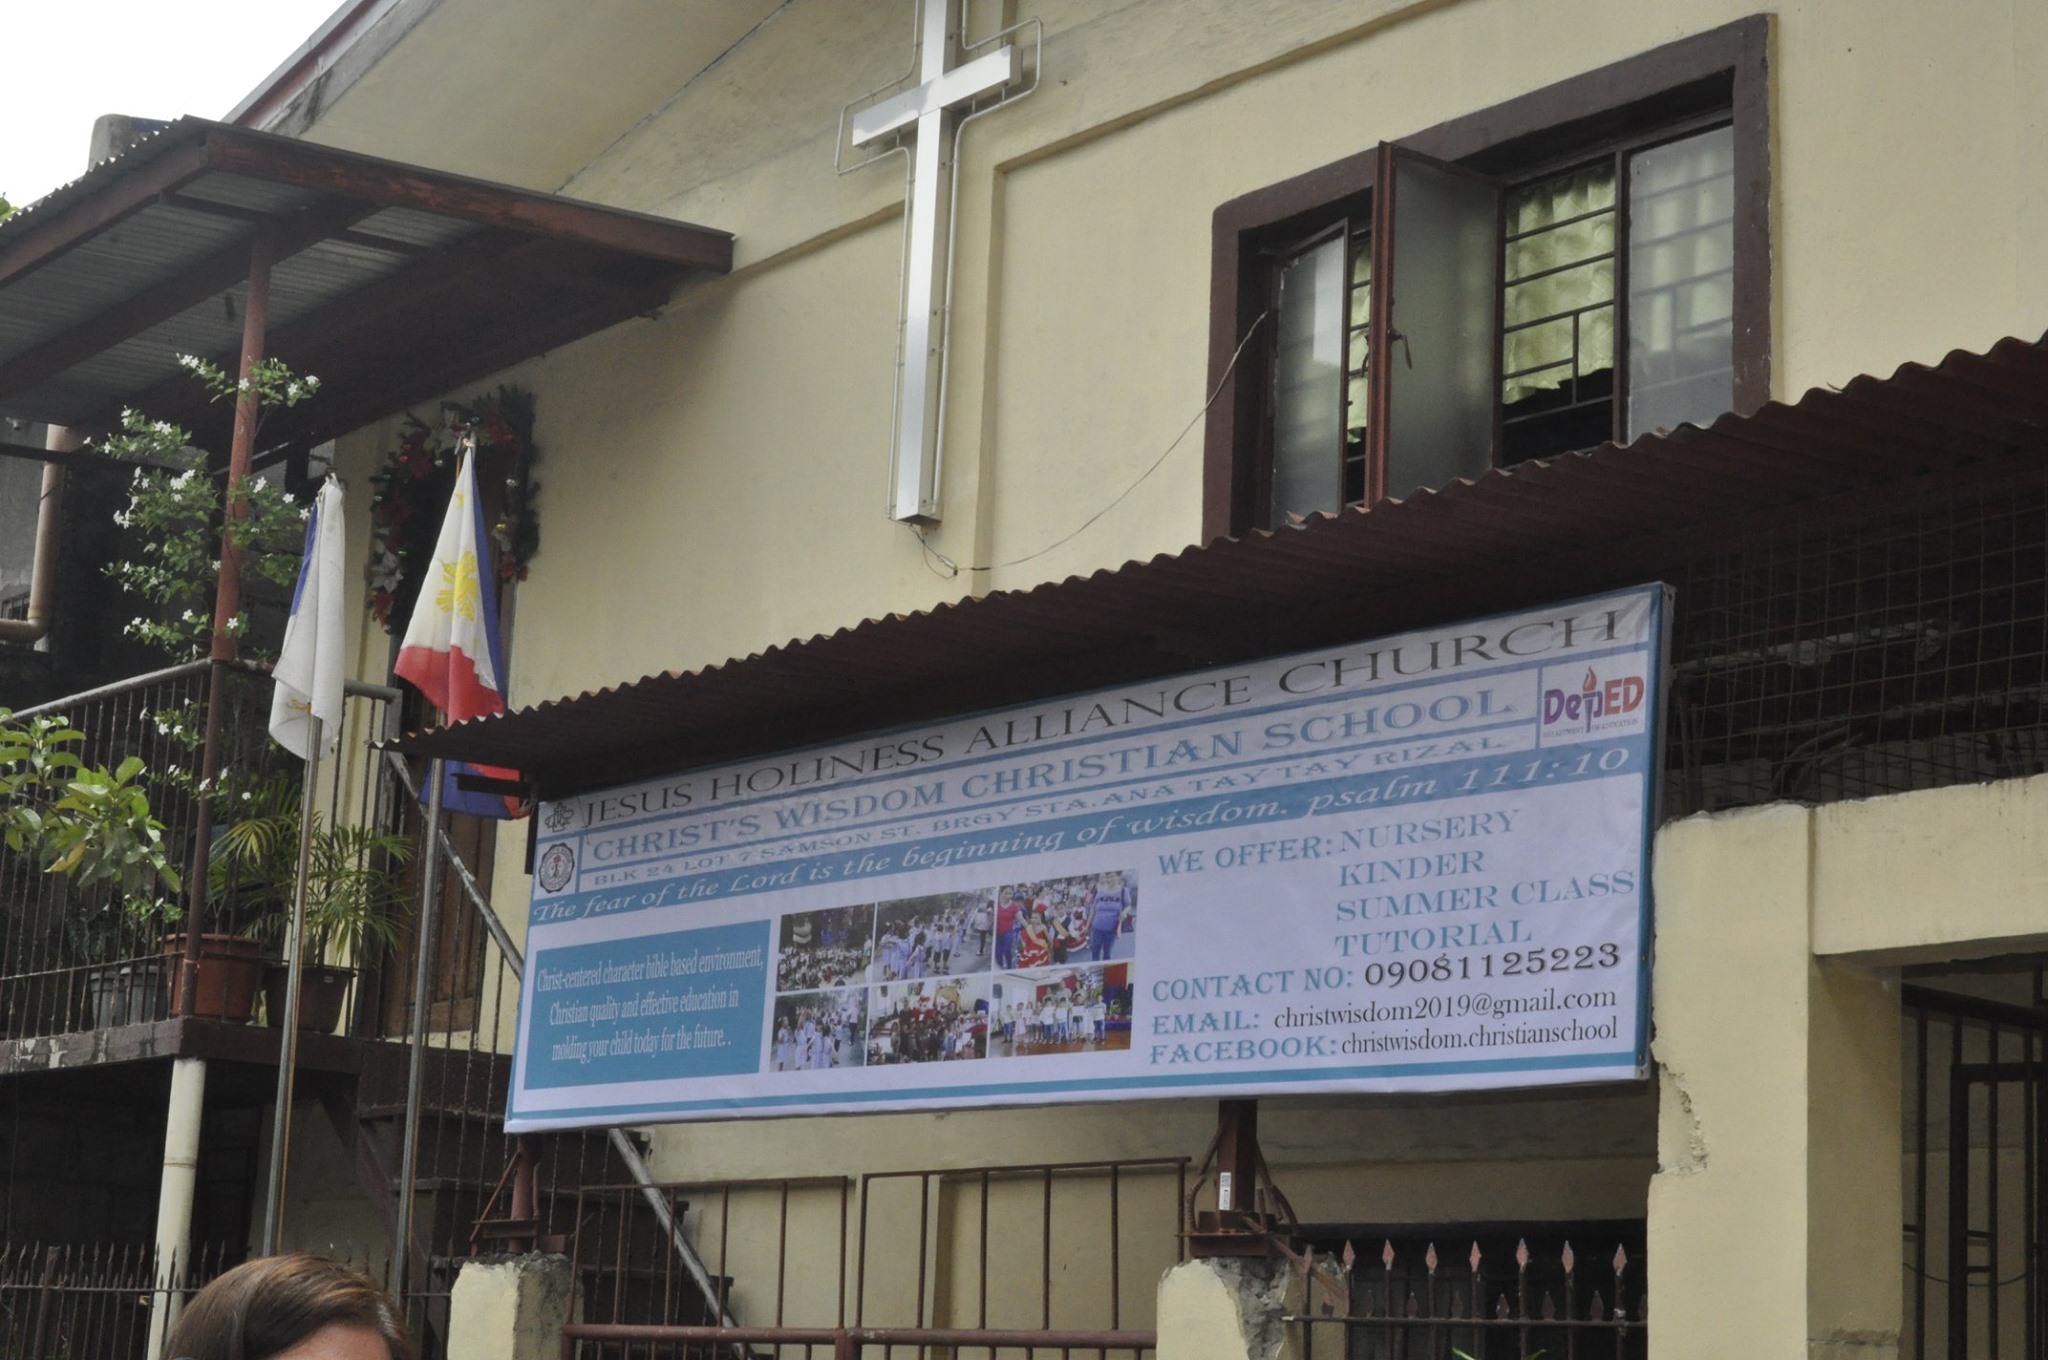 JESUS HOLINESS ALLIANCE CHURCH
CHRIST'S WISDOM CHRISTIAN SCHOOL
BLK 24 LOT 7 SAMSON ST. BRGY STA.ANA TAY TAY RIZAL
DepED
DEPARTMENT OF EDUCATION
The fear of the Lord is the beginning of wisdom. psalm 111:10
Christ-centered character bible based environment,
Christian quality and effective education in
molding your child today for the future. .
WE OFFER: NURSERY
KINDER
SUMMER CLASS
TUTORIAL
CONTACT NO: 09081125223
EMAIL: christwisdom2019@gmail.com
FACEBOOK: christwisdom.christianschool